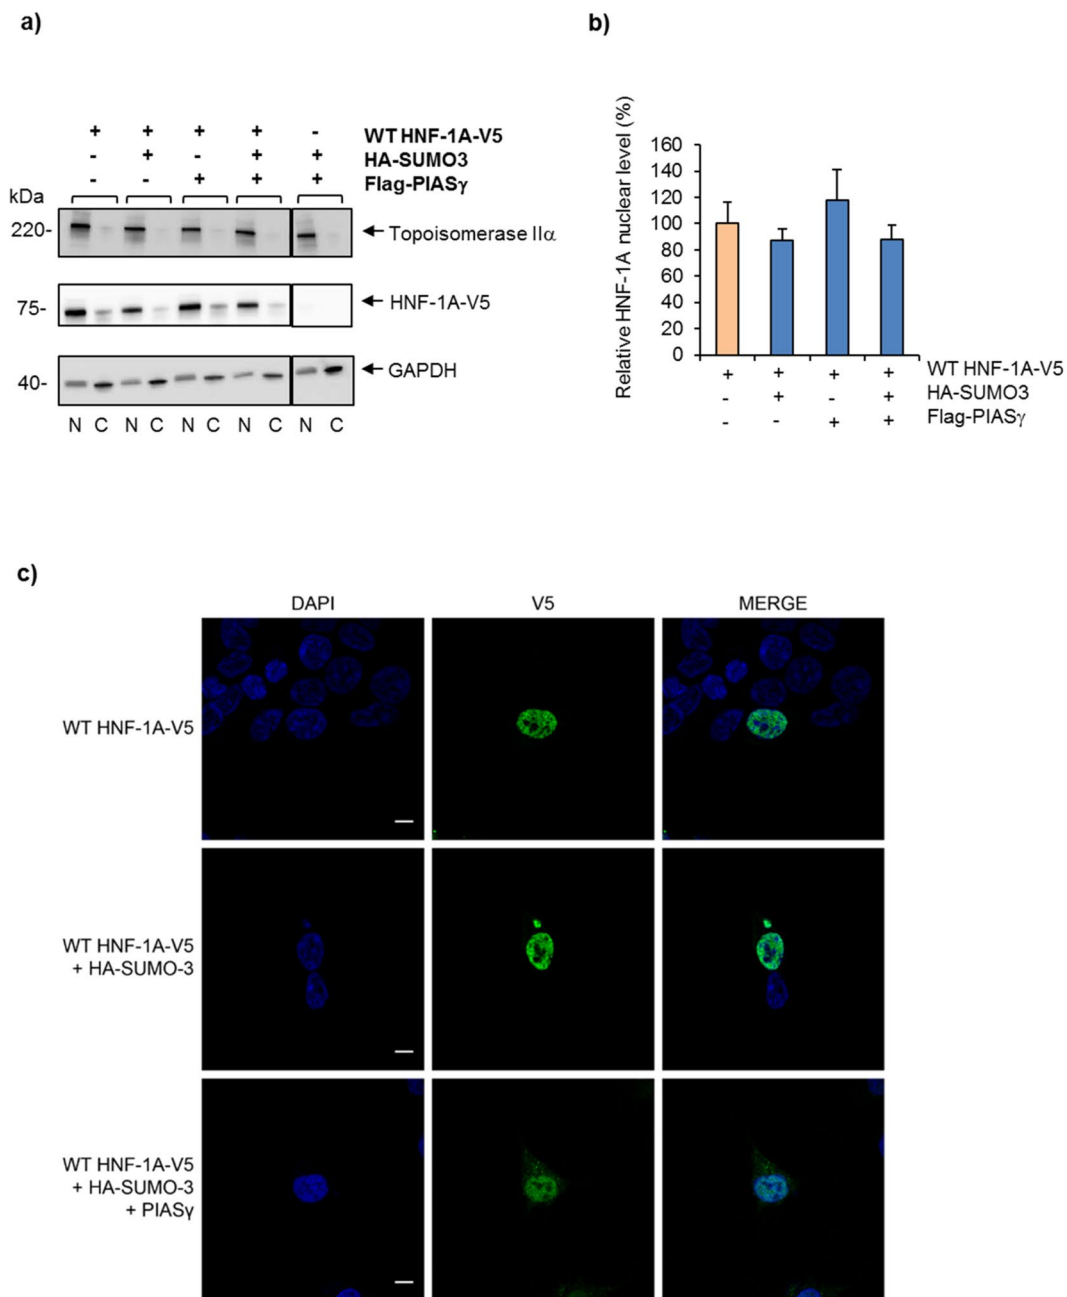 a)
+ + + + - WT HNF-1A-V5
- + - + + HA-SUMO3
- - + + + Flag-PIASγ
kDa
220- Topoisomerase IIα
75- HNF-1A-V5
40- GAPDH
N C N C N C N C N C
b)
Relative HNF-1A nuclear level (%)
160
140
120
100
80
60
40
20
0
+ + + + WT HNF-1A-V5
- + - + HA-SUMO3
- - + + Flag-PIASγ
c)
DAPI V5 MERGE
WT HNF-1A-V5
WT HNF-1A-V5
+ HA-SUMO-3
WT HNF-1A-V5
+ HA-SUMO-3
+ PIASγ